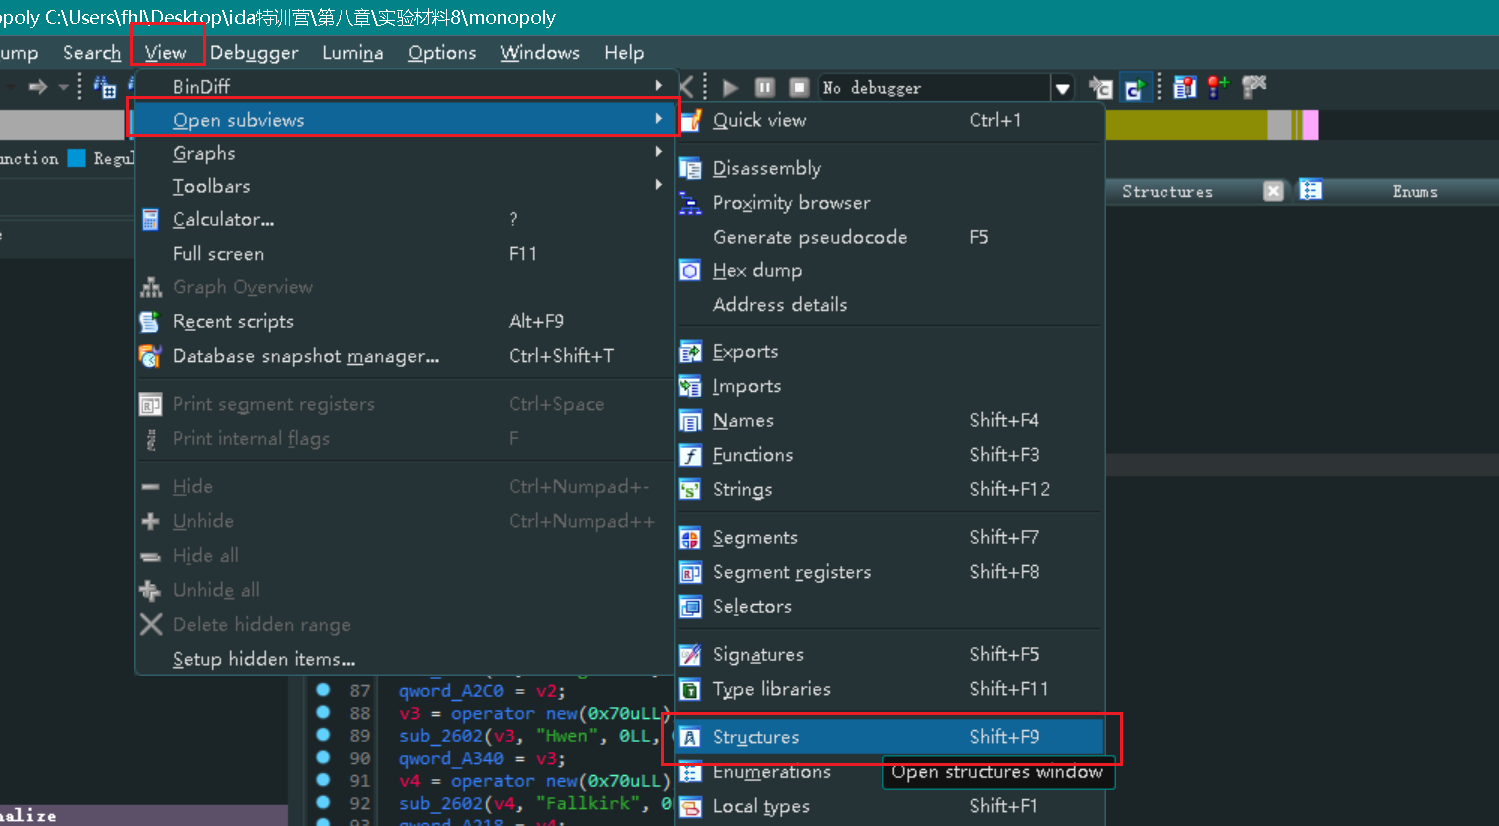 opoly C:\Users\fhl\Desktop\ida特训营\第八章\实验材料8\monopoly
ump Search View Debugger Lumina Options Windows Help
BinDiff
No debugger
Open subviews
Quick view Ctrl+1
Graphs
unction Regul
Disassembly
Toolbars
Structures
Enums
Proximity browser
Calculator... ?
Generate pseudocode F5
Full screen F11
Hex dump
Graph Overview
Address details
Recent scripts Alt+F9
Exports
Database snapshot manager... Ctrl+Shift+T
Imports
Print segment registers Ctrl+Space
Names Shift+F4
Print internal flags F
Functions Shift+F3
Hide Ctrl+Numpad+-
Strings Shift+F12
Unhide Ctrl+Numpad++
Segments Shift+F7
Hide all
Segment registers Shift+F8
Unhide all
Selectors
Delete hidden range
Signatures Shift+F5
Setup hidden items...
Type libraries Shift+F11
87 qword_A2C0 = v2;
88 v3 = operator new(0x70uLL)
89 sub_2602(v3, "Hwen", 0LL,
Structures Shift+F9
90 qword_A340 = v3;
Enumerations
Open structures window
91 v4 = operator new(0x70uLL)
92 sub_2602(v4, "Fallkirk", 0
Local types Shift+F1
alize
93 qword_A218 = v4;